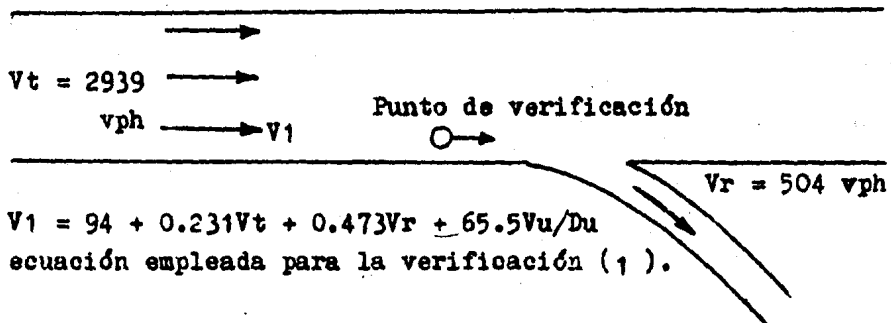 Vt = 2939
vph
V1
Punto de verificación
Vr = 504 vph
V1 = 94 + 0.231Vt + 0.473Vr + 65.5Vu/Du
ecuación empleada para la verificación (1).